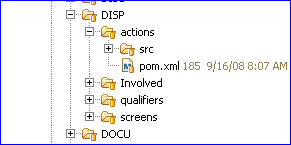 DISP
actions
src
pom.xml 185 9/16/08 8:07 AM
Involved
qualifiers
screens
DOCU